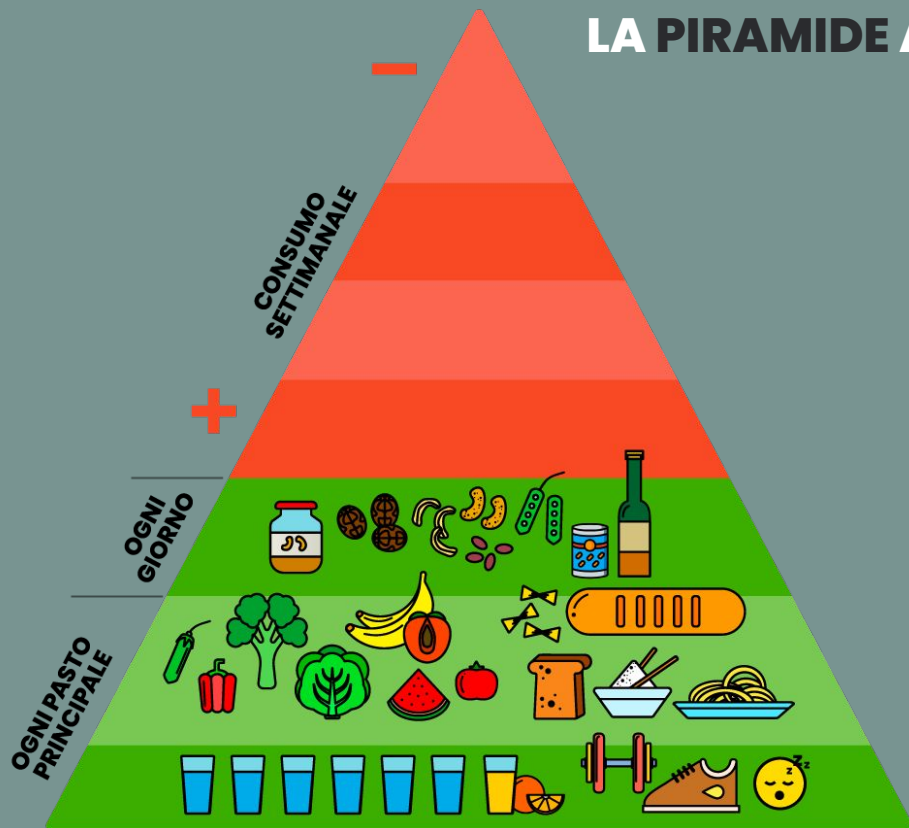 LA PIRAMIDE A
CONSUMO
SETTIMANALE
OGNI
GIORNO
OGNI PASTO
PRINCIPALE